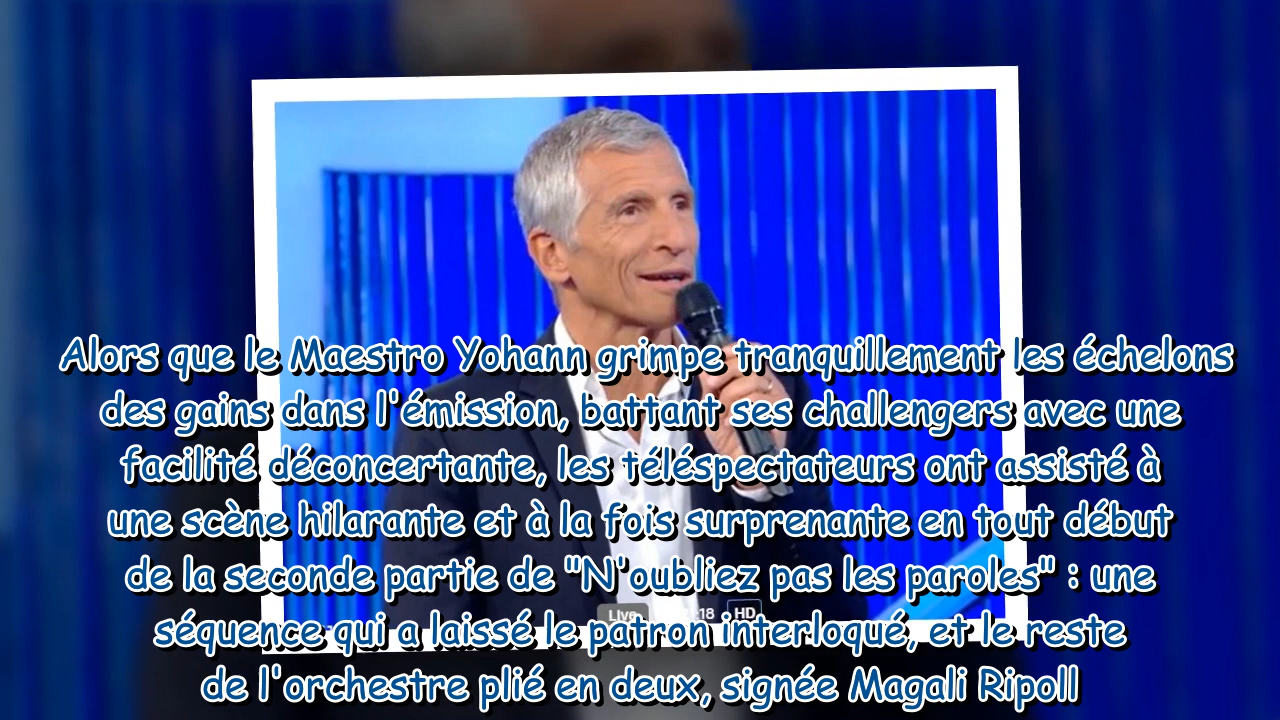 Alors que le Maestro Yohann grimpe tranquillement les échelons
des gains dans l'émission, battant ses challengers avec une
facilité déconcertante, les téléspectateurs ont assisté à
une scène hilarante et à la fois surprenante en tout début
de la seconde partie de "N'oubliez pas les paroles" : une
Live :18 HD
séquence qui a laissé le patron interloqué, et le reste
de l'orchestre plié en deux, signée Magali Ripoll